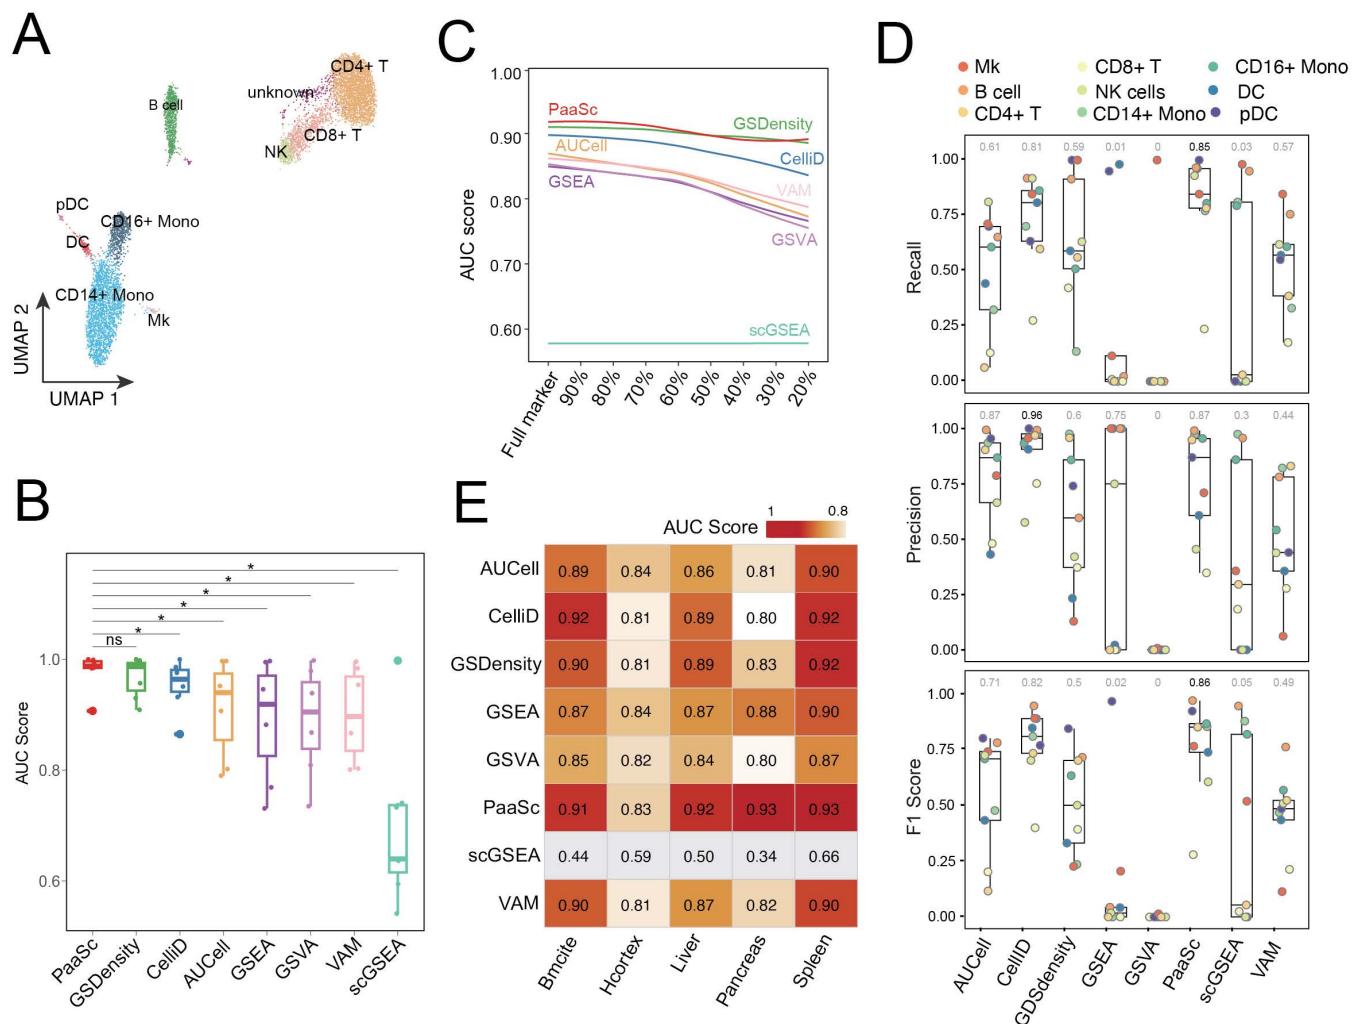 A
B cell
CD4+ T
unknown
CD8+ T
NK
pDC
CD16+ Mono
DC
CD14+ Mono
Mk
UMAP 2
UMAP 1
B
AUC Score
1.0
0.8
0.6
ns
*
*
*
*
*
*
PaaSc
GSDensity
CelliD
AUCell
GSEA
GSVA
VAM
scGSEA
C
AUC score
1.00
0.90
0.80
0.70
0.60
PaaSc
GSDensity
AUCell
CelliD
GSEA
VAM
GSVA
scGSEA
Full marker
90%
80%
70%
60%
50%
40%
30%
20%
E
AUC Score
1 0.8
AUCell 0.89 0.84 0.86 0.81 0.90
CelliD 0.92 0.81 0.89 0.80 0.92
GSDensity 0.90 0.81 0.89 0.83 0.92
GSEA 0.87 0.84 0.87 0.88 0.90
GSVA 0.85 0.82 0.84 0.80 0.87
PaaSc 0.91 0.83 0.92 0.93 0.93
scGSEA 0.44 0.59 0.50 0.34 0.66
VAM 0.90 0.81 0.87 0.82 0.90
Bmcite
Hcortex
Liver
Pancreas
Spleen
D
Mk CD8+ T CD16+ Mono
B cell NK cells DC
CD4+ T CD14+ Mono pDC
Recall
0.61 0.81 0.59 0.01 0 0.85 0.03 0.57
1.00
0.75
0.50
0.25
0.00
Precision
0.87 0.96 0.6 0.75 0 0.87 0.3 0.44
1.00
0.75
0.50
0.25
0.00
F1 Score
0.71 0.82 0.5 0.02 0 0.86 0.05 0.49
1.00
0.75
0.50
0.25
0.00
AUCell
CellID
GDSdensity
GSEA
GSVA
PaaSc
scGSEA
VAM